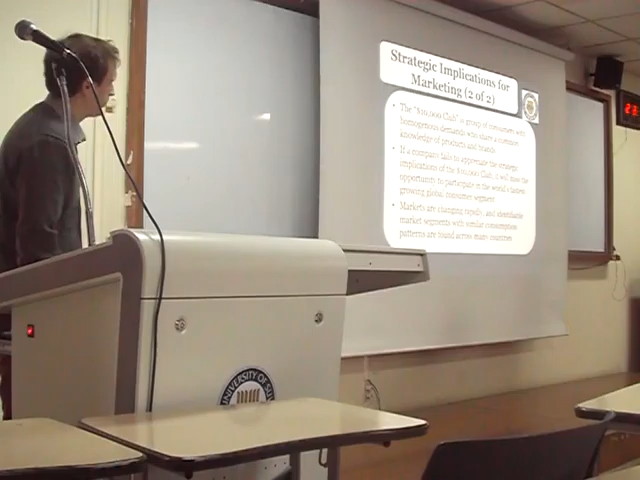 Strategic Implications for
Marketing (2 of 2)
• The "$10,000 Club" is group of consumers with
homogenous demands who share a common
knowledge of products and brands
• If a company fails to appreciate the strategic
implications of the $10,000 Club, it will miss the
opportunity to participate in the world's fastest
growing global consumer segment
• Markets are changing rapidly, and identifiable
market segments with similar consumption
patterns are found across many countries
UNIVERSITY OF